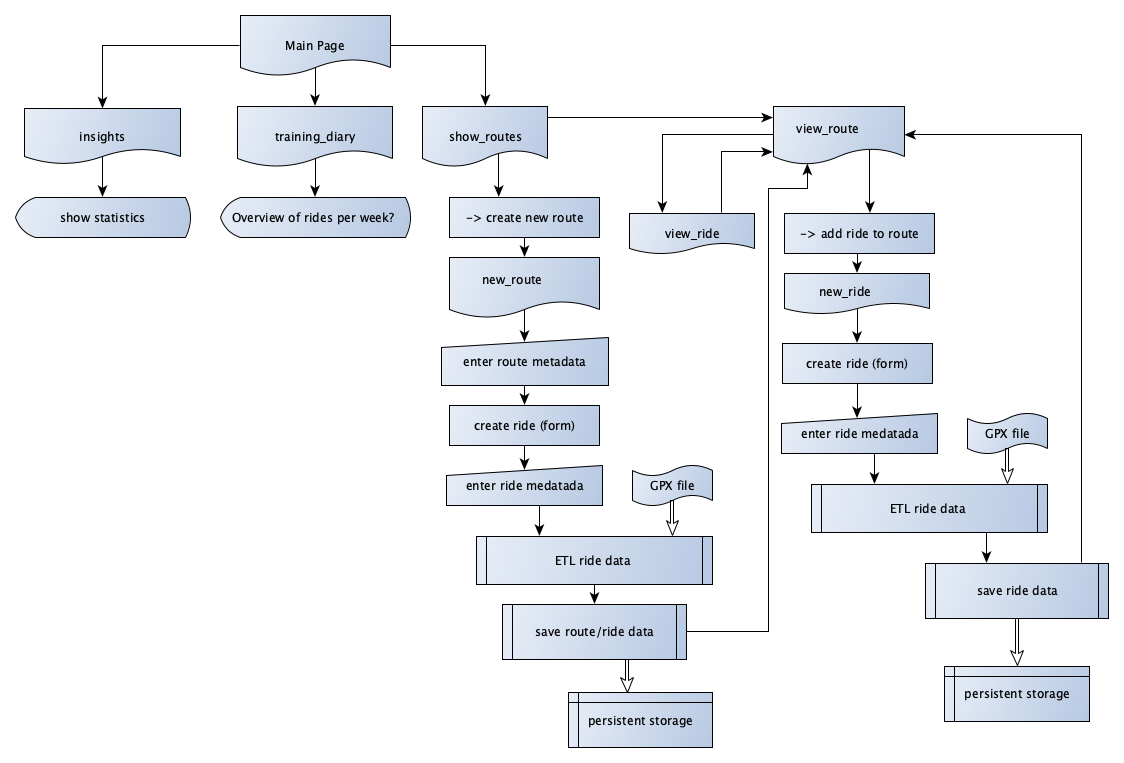 Main Page
insights
training_diary
show_routes
view_route
show statistics
Overview of rides per week?
-> create new route
view_ride
-> add ride to route
new_route
new_ride
enter route metadata
create ride (form)
create ride (form)
enter ride medatada
enter ride medatada
GPX file
GPX file
ETL ride data
ETL ride data
save route/ride data
save ride data
persistent storage
persistent storage